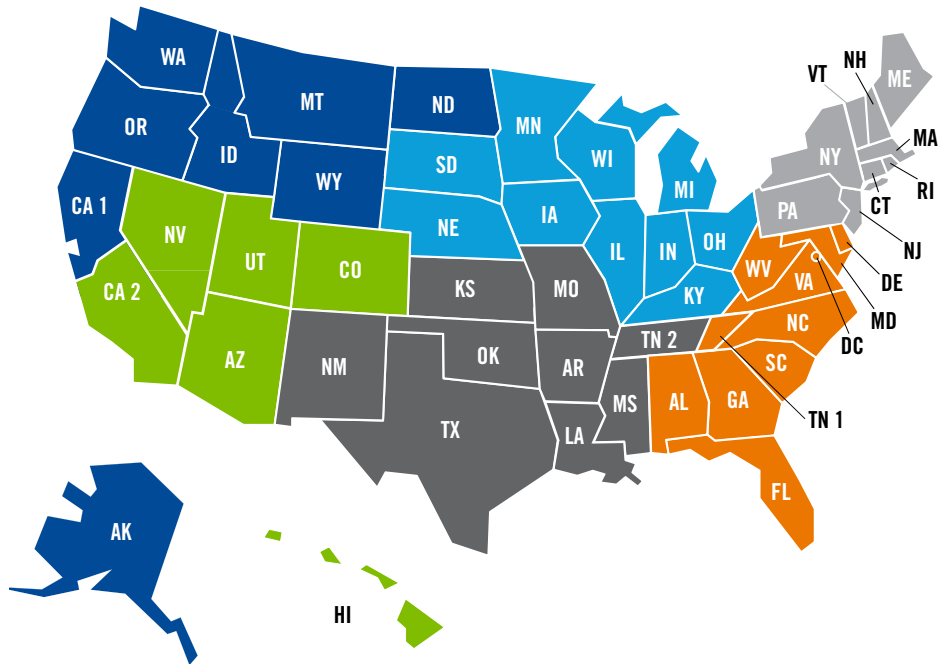 WA
MT
ND
MN
VT
NH
ME
OR
ID
WY
SD
WI
MI
NY
MA
RI
CT
NJ
CA 1
NV
UT
CO
NE
IA
IL
IN
OH
PA
WV
VA
DE
MD
DC
CA 2
AZ
NM
KS
MO
KY
OK
AR
TN 2
NC
SC
TN 1
TX
LA
MS
AL
GA
FL
AK
HI